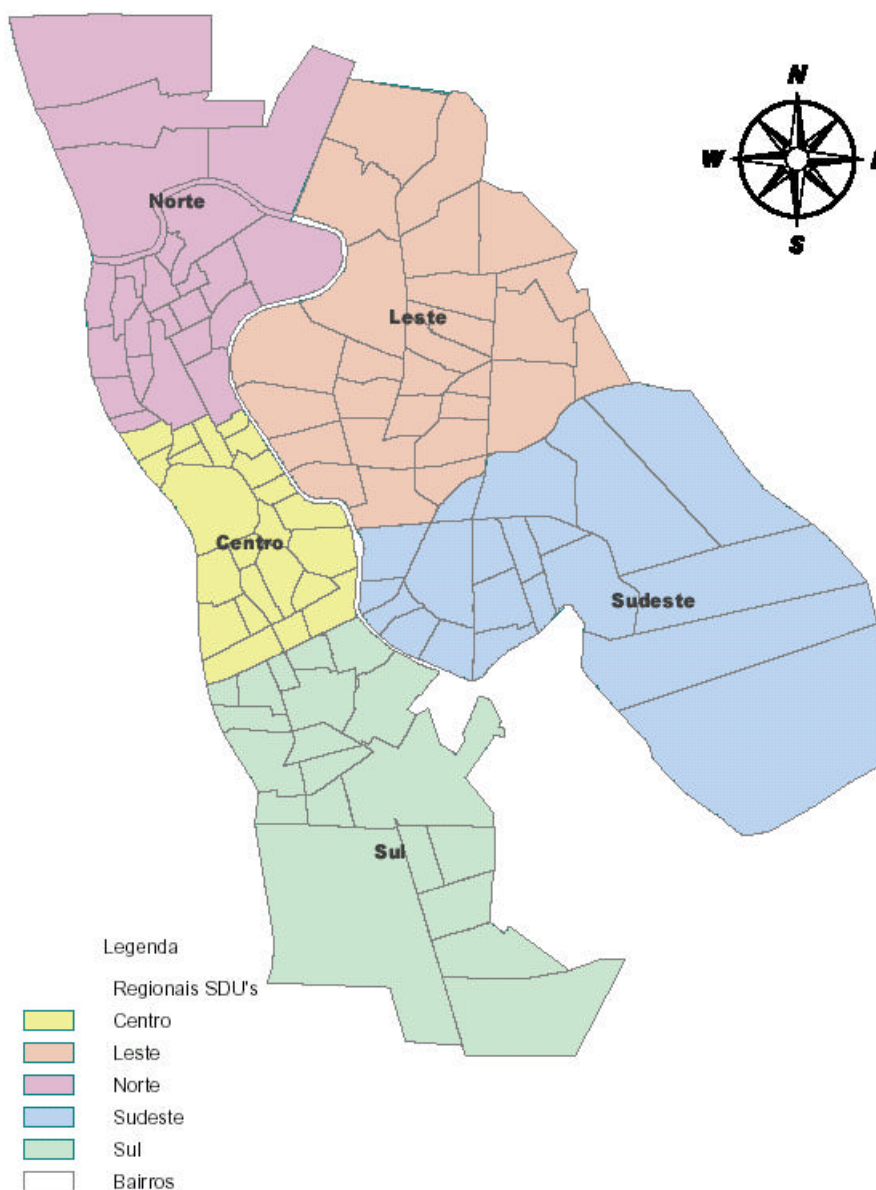 N
W
S
Norte
Leste
Centro
Sudeste
Sul
Legenda
Regionais SDU's
Centro
Leste
Norte
Sudeste
Sul
Bairros